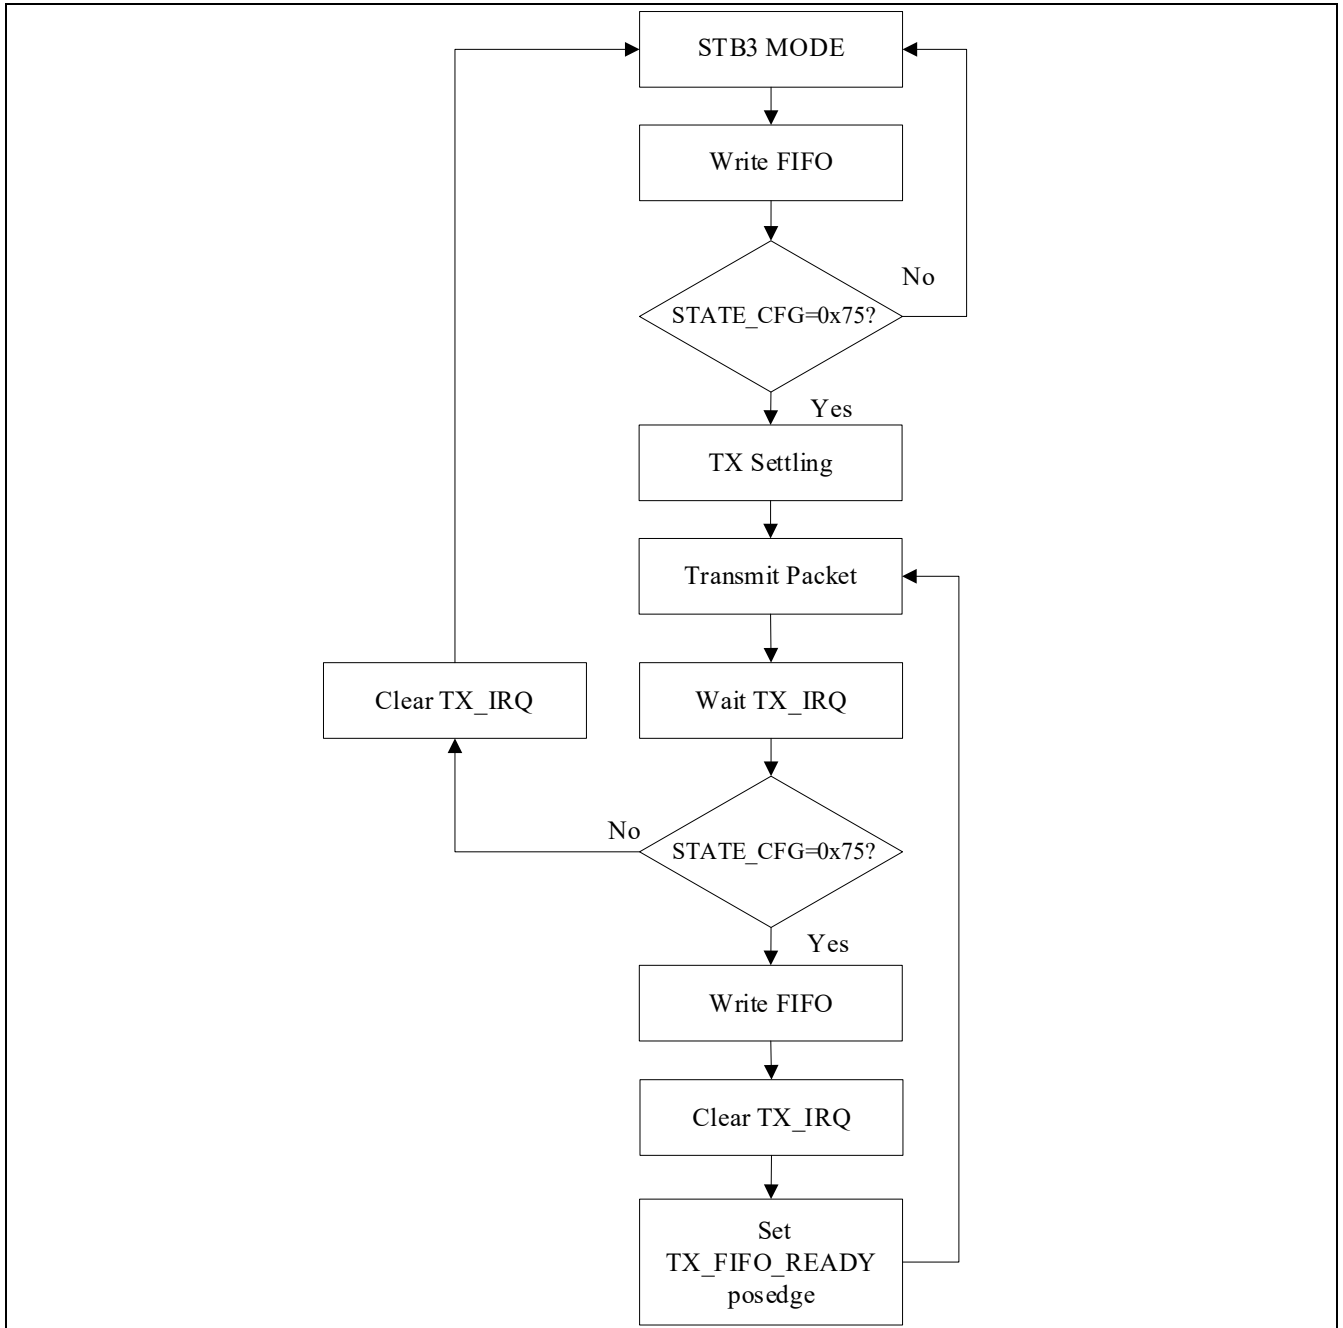 STB3 MODE
Write FIFO
No
STATE_CFG=0x75?
Yes
TX Settling
Transmit Packet
Clear TX_IRQ
Wait TX_IRQ
No
STATE_CFG=0x75?
Yes
Write FIFO
Clear TX_IRQ
Set
TX_FIFO_READY
posedge